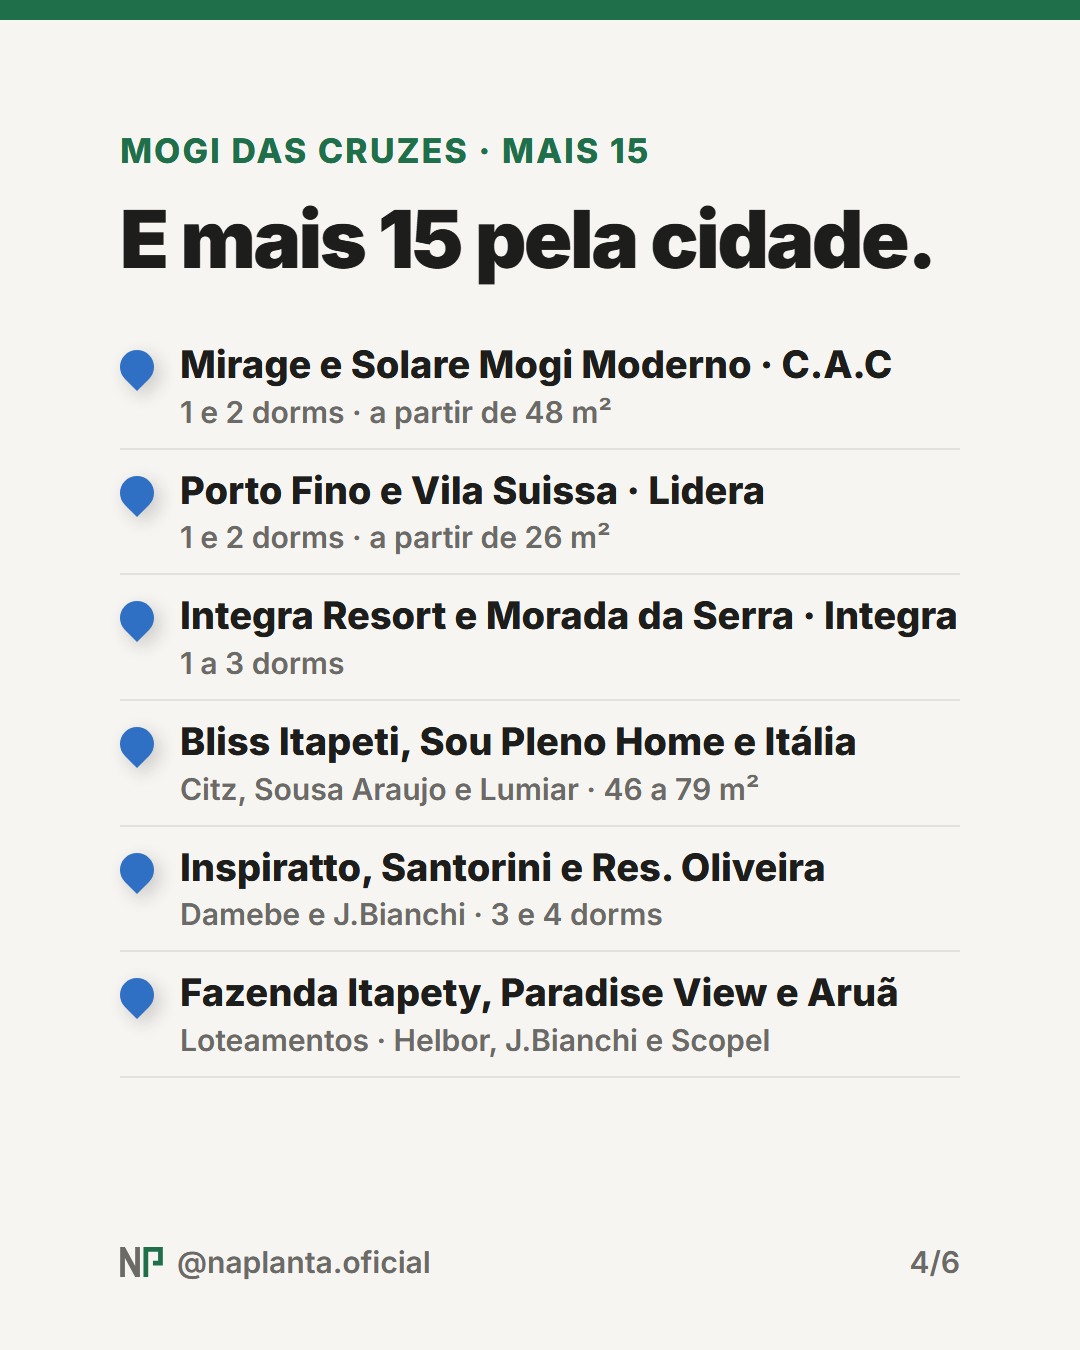 MOGI DAS CRUZES · MAIS 15
E mais 15 pela cidade.
Mirage e Solare Mogi Moderno · C.A.C
1 e 2 dorms · a partir de 48 m²
Porto Fino e Vila Suissa · Lidera
1 e 2 dorms · a partir de 26 m²
Integra Resort e Morada da Serra · Integra
1 a 3 dorms
Bliss Itapeti, Sou Pleno Home e Itália
Citz, Sousa Araujo e Lumiar · 46 a 79 m²
Inspiratto, Santorini e Res. Oliveira
Damebe e J.Bianchi · 3 e 4 dorms
Fazenda Itapety, Paradise View e Aruã
Loteamentos · Helbor, J.Bianchi e Scopel
NP @naplanta.oficial
4/6